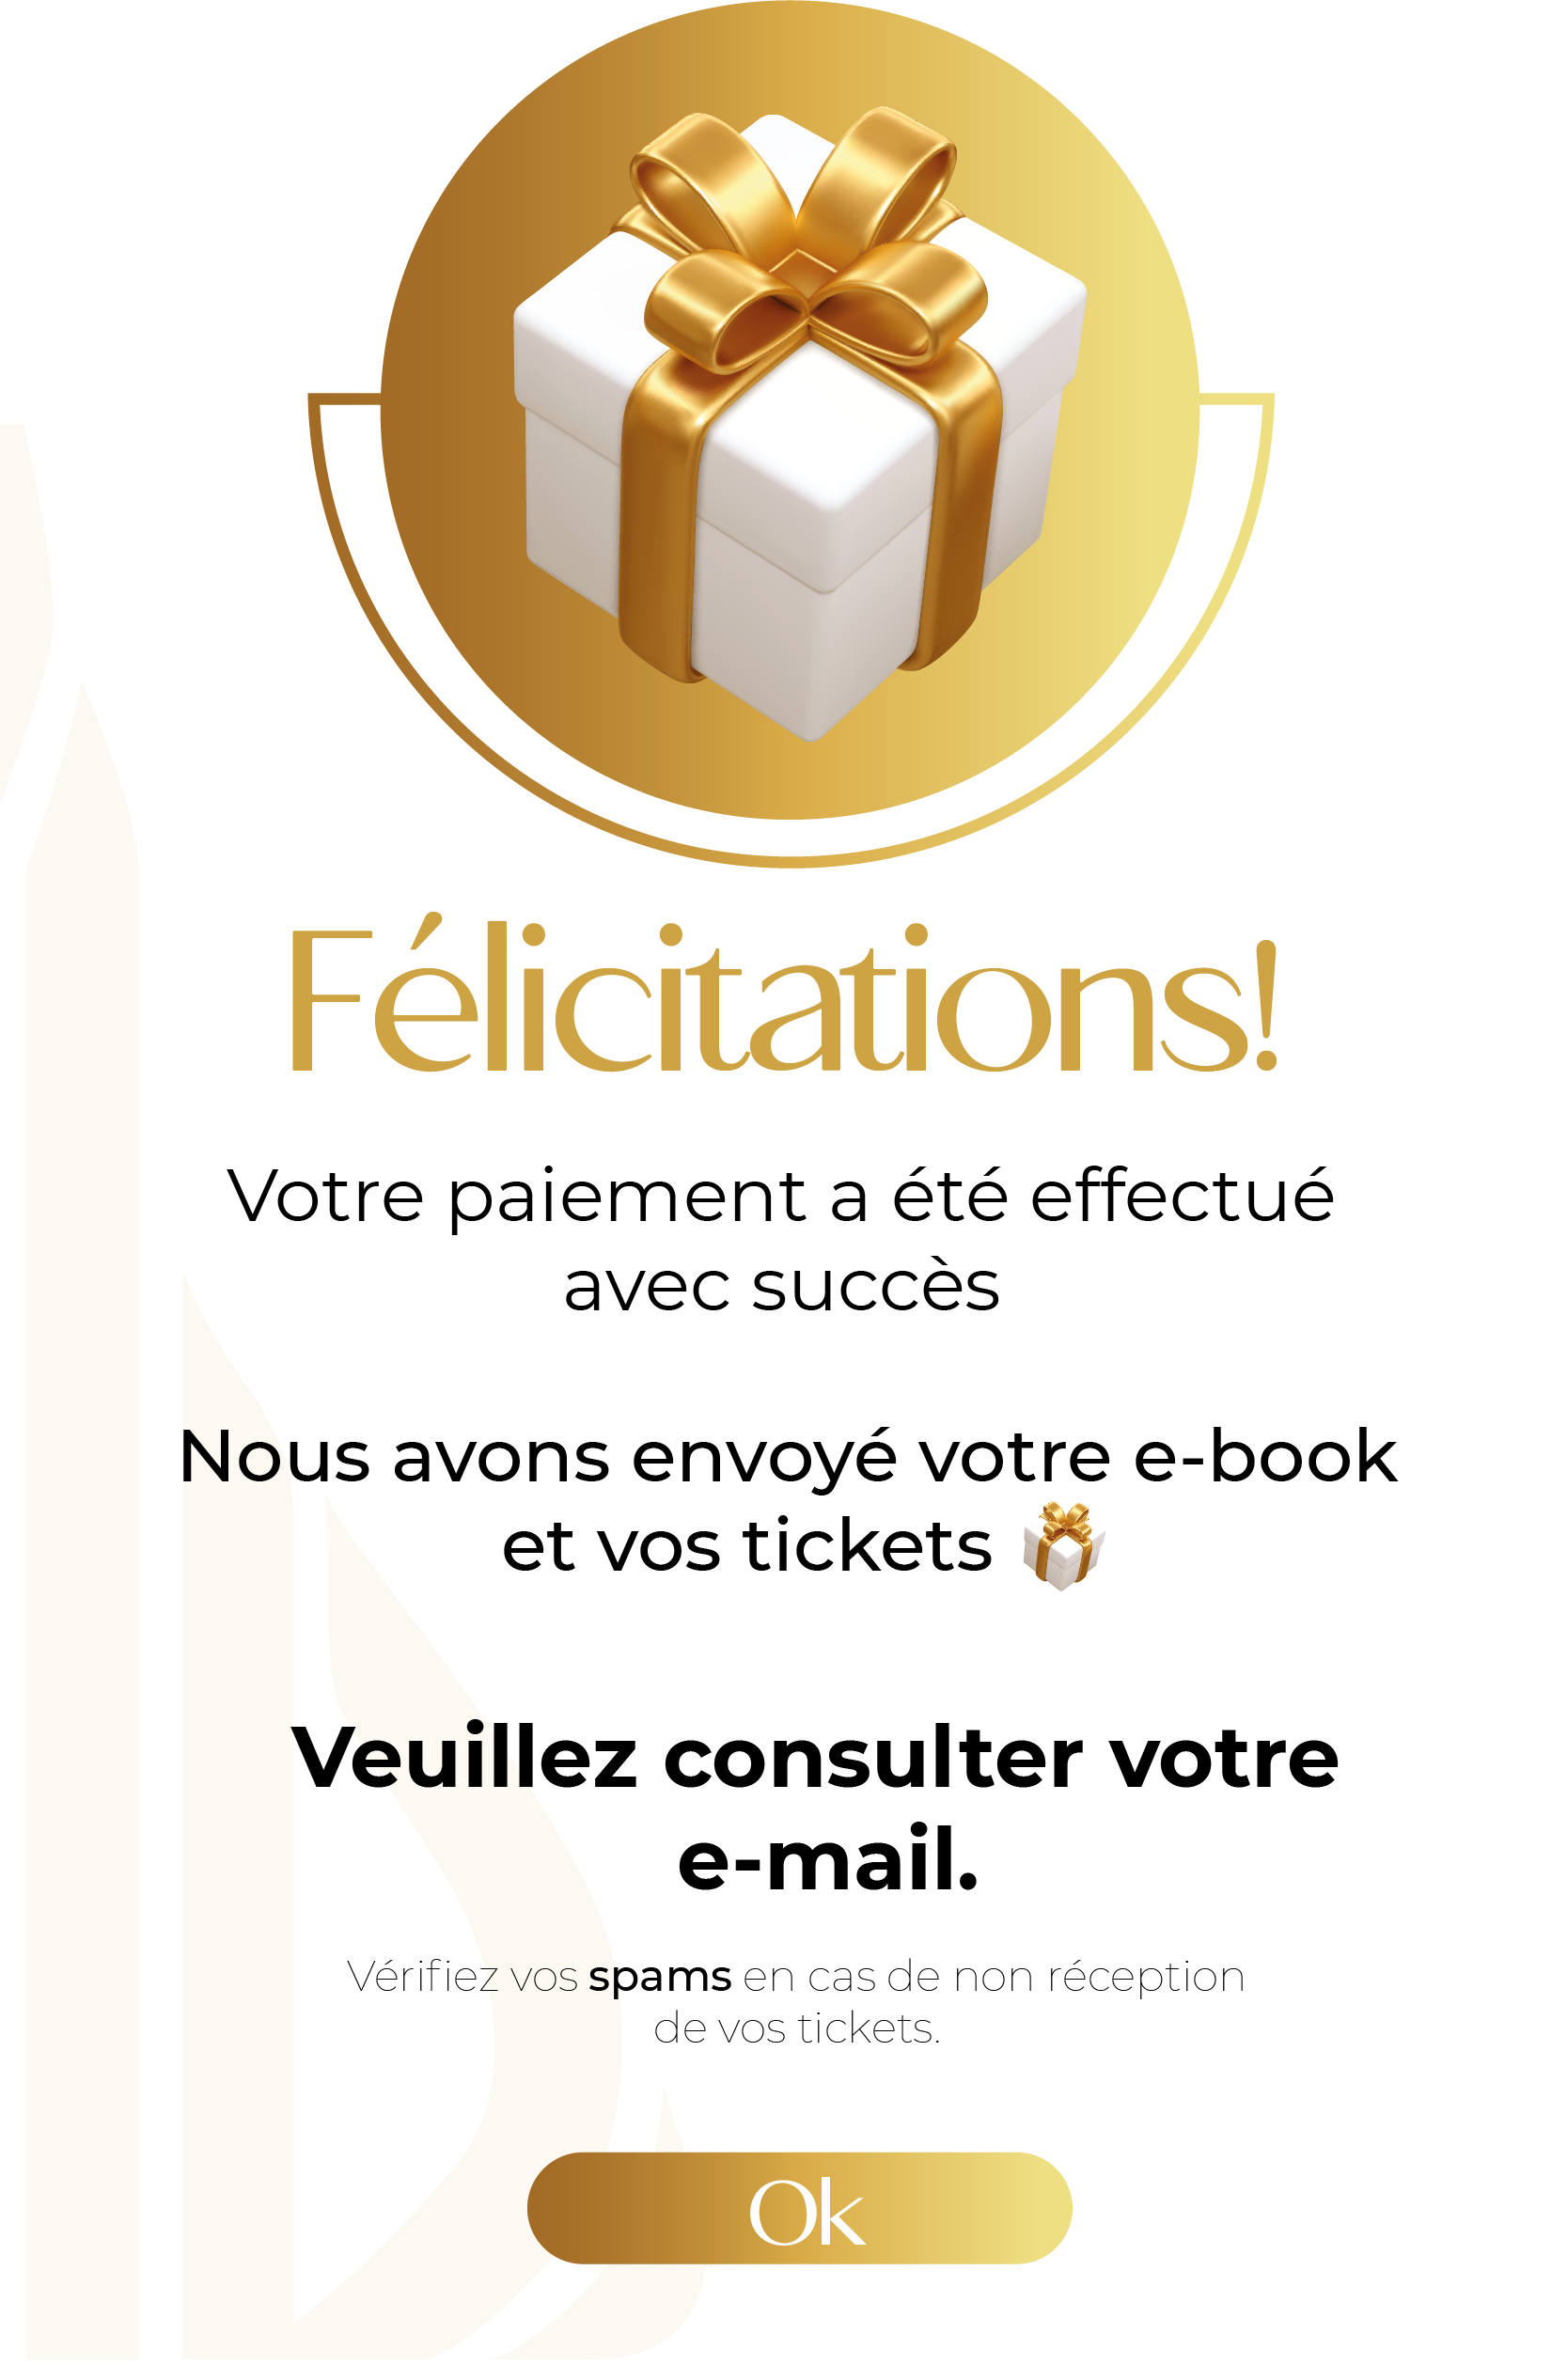 Félicitations!
Votre paiement a été effectué
avec succès
Nous avons envoyé votre e-book
et vos tickets
Veuillez consulter votre
e-mail.
Vérifiez vos spams en cas de non réception
de vos tickets.
Ok